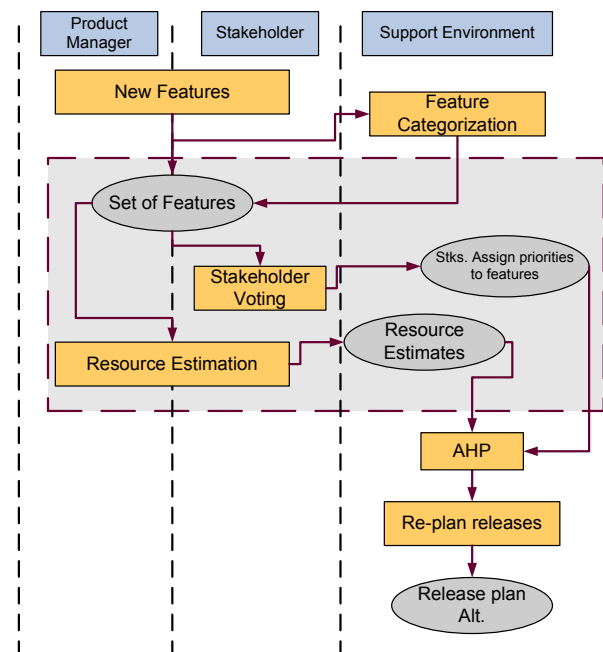 Product
Manager
Stakeholder
Support Environment
New Features
Feature
Categorization
Set of Features
Stakeholder
Voting
Stks. Assign priorities
to features
Resource Estimation
Resource
Estimates
AHP
Re-plan releases
Release plan
Alt.